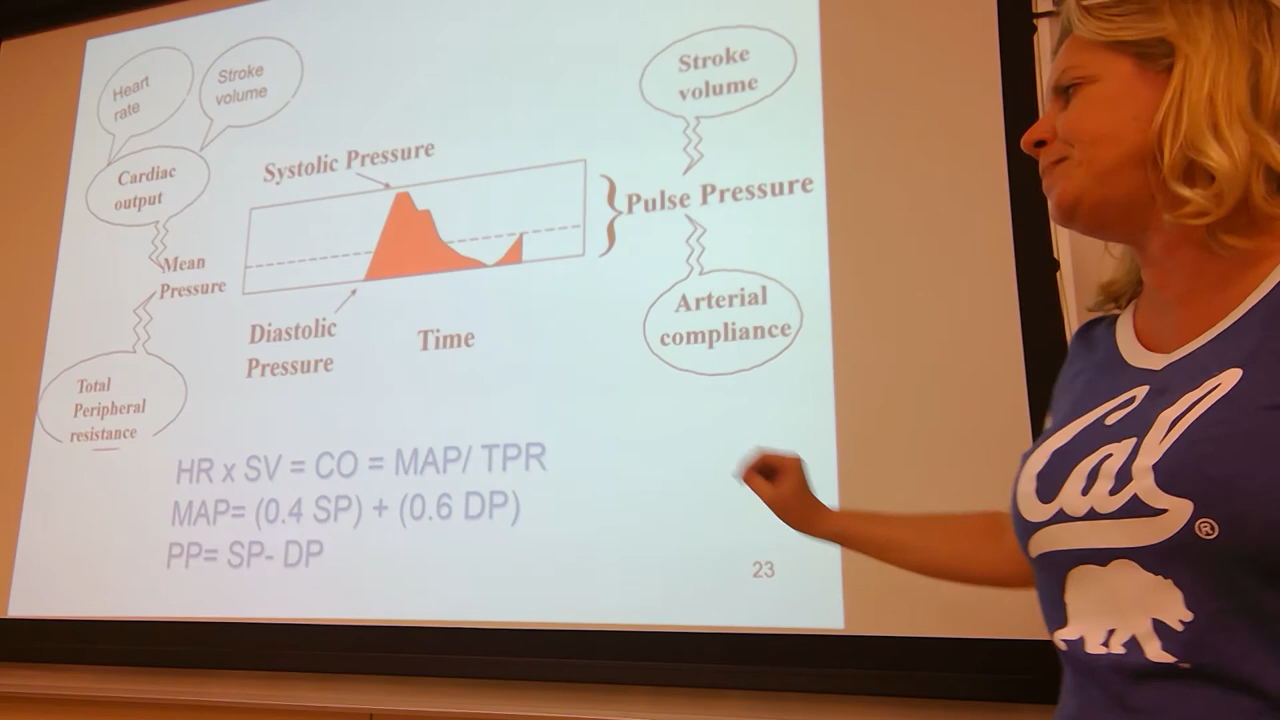 Heart
rate
Stroke
volume
Cardiac
output
Mean
Pressure
Total
Peripheral
resistance
Systolic Pressure
Diastolic
Pressure
Time
Stroke
volume
Pulse Pressure
Arterial
compliance
HR x SV = CO = MAP/ TPR
MAP= (0.4 SP) + (0.6 DP)
PP= SP- DP
23
Cal
®